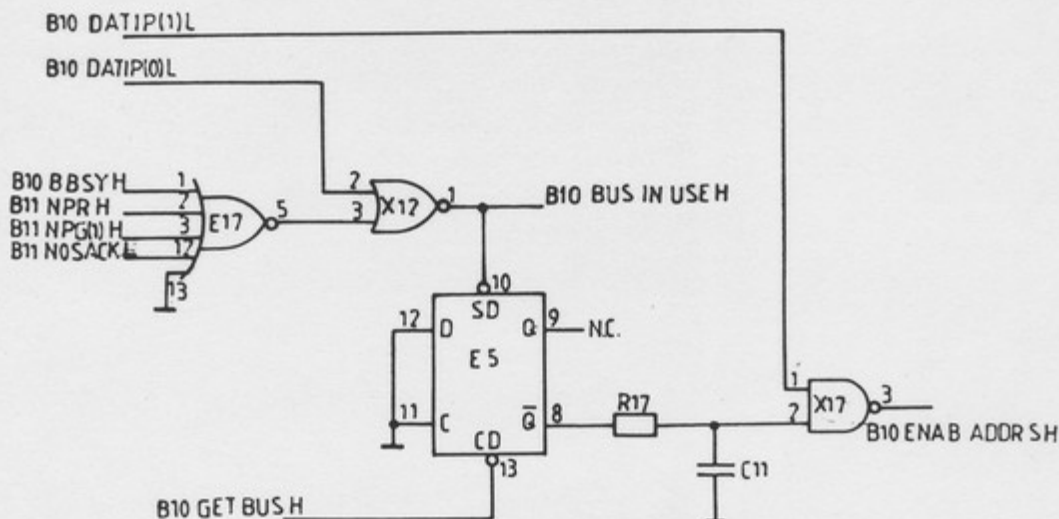 B10 DATIP(1)L
B10 DATIP(0)L
B10 BBSY H
B11 NPR H
B11 NPG(1)H
B11 NOSACK L
1
2
3
12
13
E17
5
2
3
X12
1
B10 BUS IN USE H
10
SD
12
D
Q
9
N.C.
E5
11
C
Q̅
8
CD
13
R17
C11
1
2
X17
3
B10 ENAB ADDRS H
B10 GET BUS H